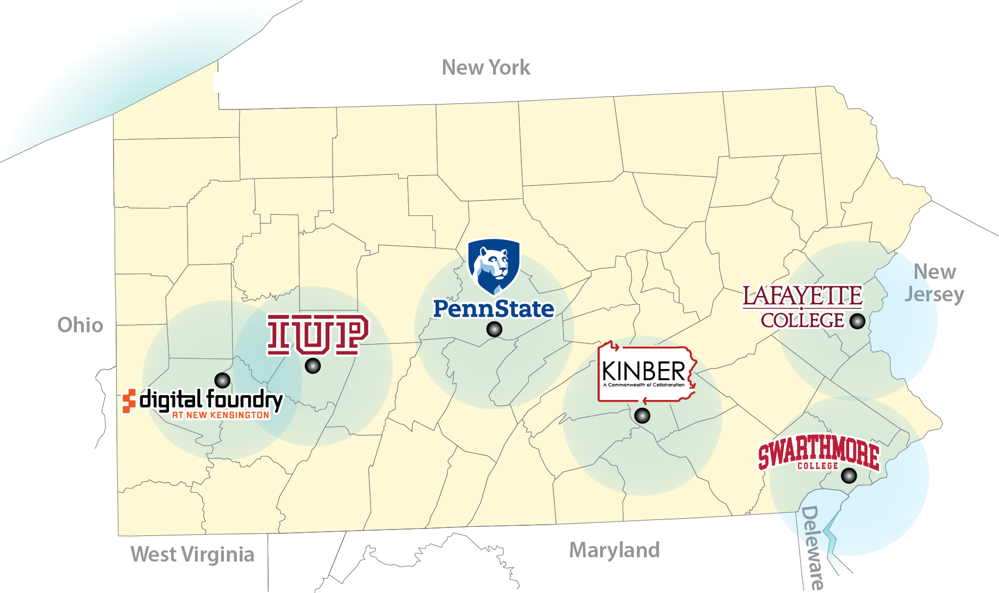 New York
New
Jersey
PennState
LAFAYETTE
COLLEGE
Ohio
IUP
KINBER
A Commonwealth of Collaboration
digital foundry
AT NEW KENSINGTON
SWARTHMORE
COLLEGE
Deleware
West Virginia
Maryland